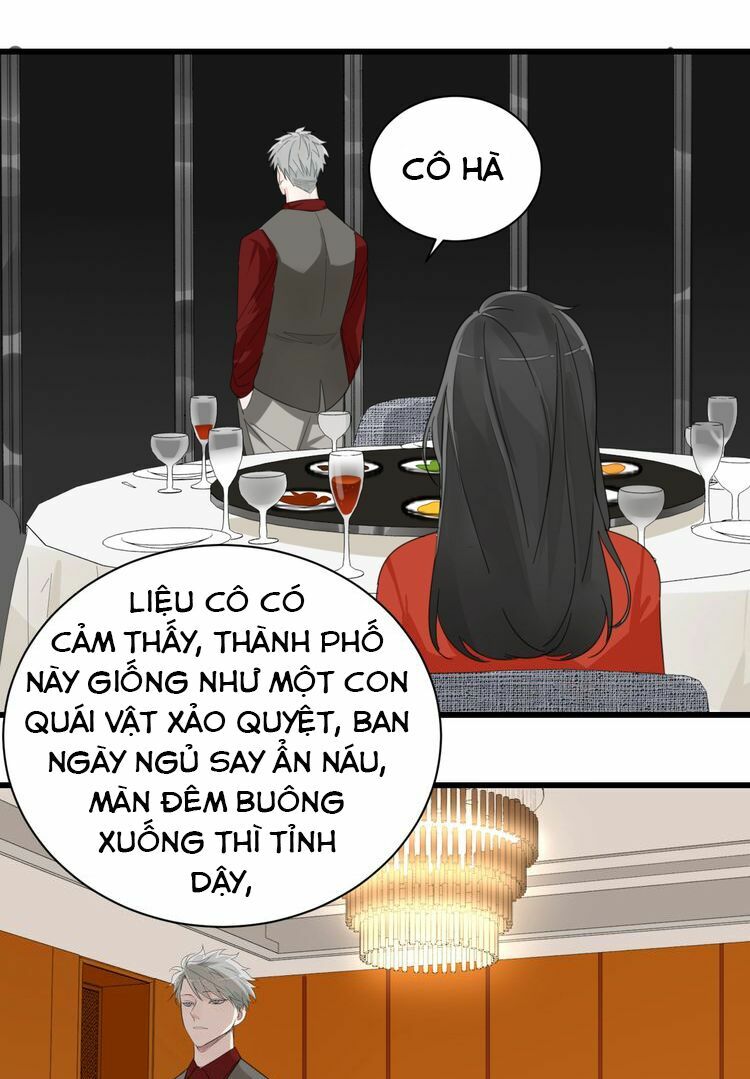 CÔ HÀ
LIỆU CÔ CÓ
CẢM THẤY, THÀNH PHỐ
NÀY GIỐNG NHƯ MỘT CON
QUÁI VẬT XẢO QUYỆT, BAN
NGÀY NGỦ SAY ẨN NÁU,
MÀN ĐÊM BUÔNG
XUỐNG THÌ TỈNH
DẬY,